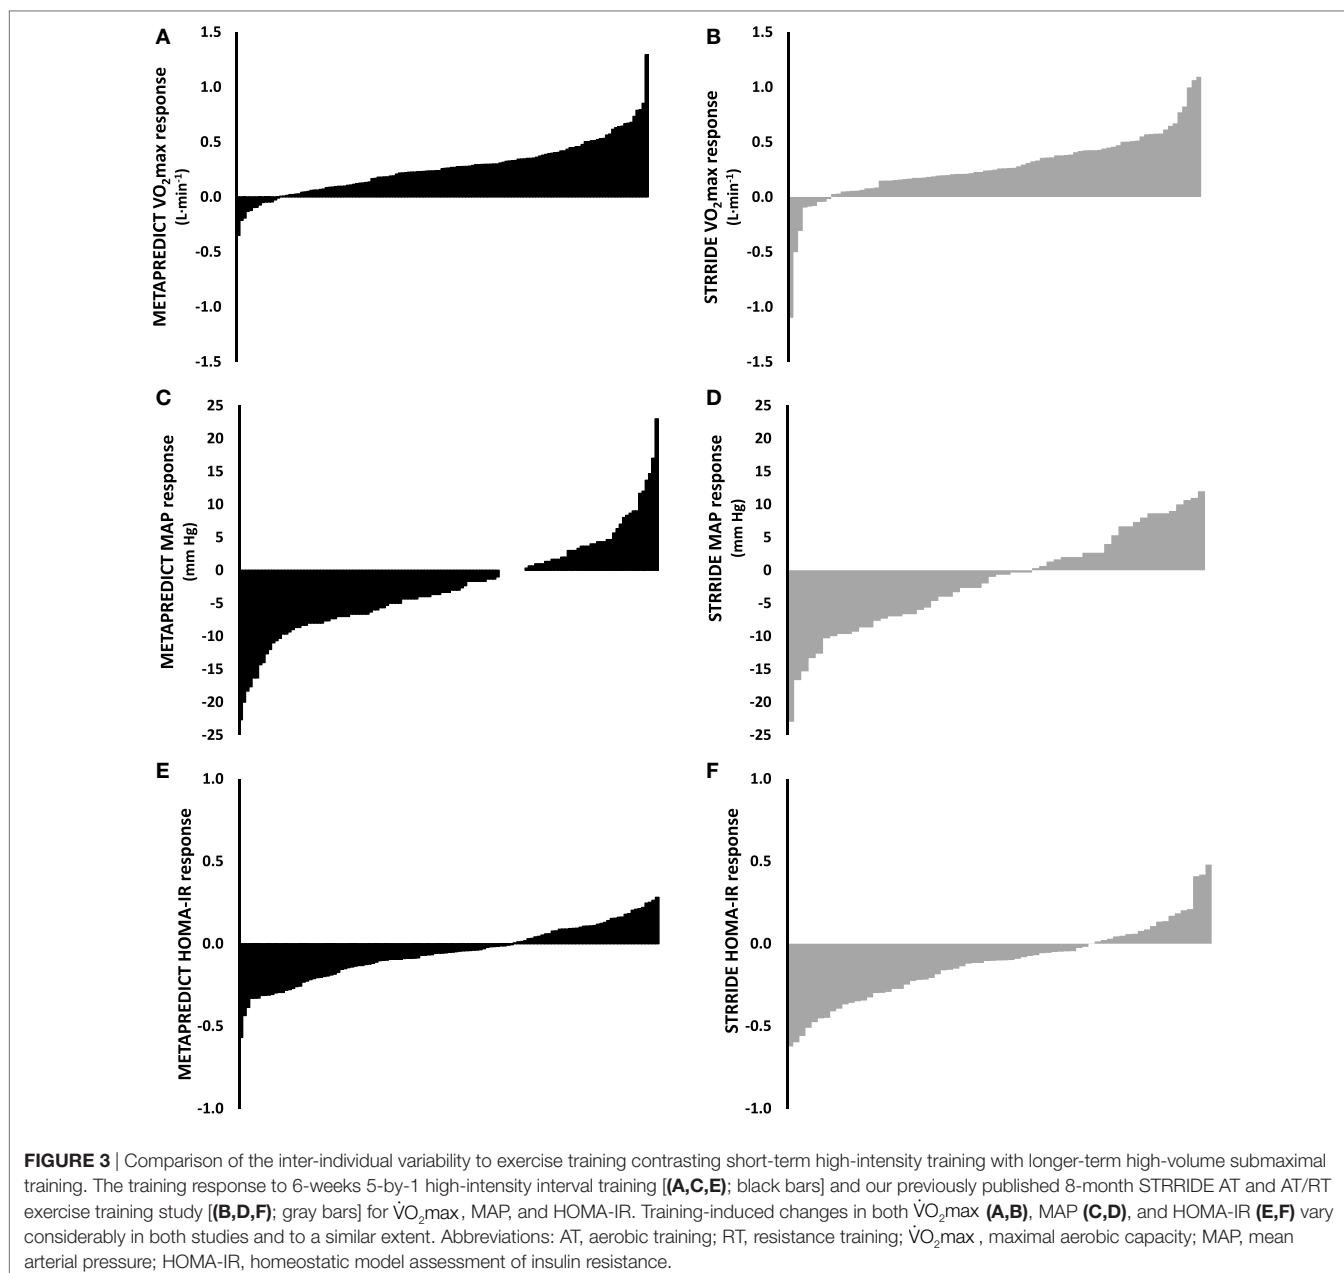 A
METAPREDICT VO2max response
(L·min-1)
1.5
1.0
0.5
0.0
-0.5
-1.0
-1.5
B
STRRIDE VO2max response
(L·min-1)
1.5
1.0
0.5
0.0
-0.5
-1.0
-1.5
C
METAPREDICT MAP response
(mm Hg)
25
20
15
10
5
0
-5
-10
-15
-20
-25
D
STRRIDE MAP response
(mm Hg)
25
20
15
10
5
0
-5
-10
-15
-20
-25
E
METAPREDICT HOMA-IR response
1.0
0.5
0.0
-0.5
-1.0
F
STRRIDE HOMA-IR response
1.0
0.5
0.0
-0.5
-1.0
FIGURE 3 | Comparison of the inter-individual variability to exercise training contrasting short-term high-intensity training with longer-term high-volume submaximal
training. The training response to 6-weeks 5-by-1 high-intensity interval training [(A,C,E); black bars] and our previously published 8-month STRRIDE AT and AT/RT
exercise training study [(B,D,F); gray bars] for V̇O2max, MAP, and HOMA-IR. Training-induced changes in both V̇O2max (A,B), MAP (C,D), and HOMA-IR (E,F) vary
considerably in both studies and to a similar extent. Abbreviations: AT, aerobic training; RT, resistance training; V̇O2max, maximal aerobic capacity; MAP, mean
arterial pressure; HOMA-IR, homeostatic model assessment of insulin resistance.